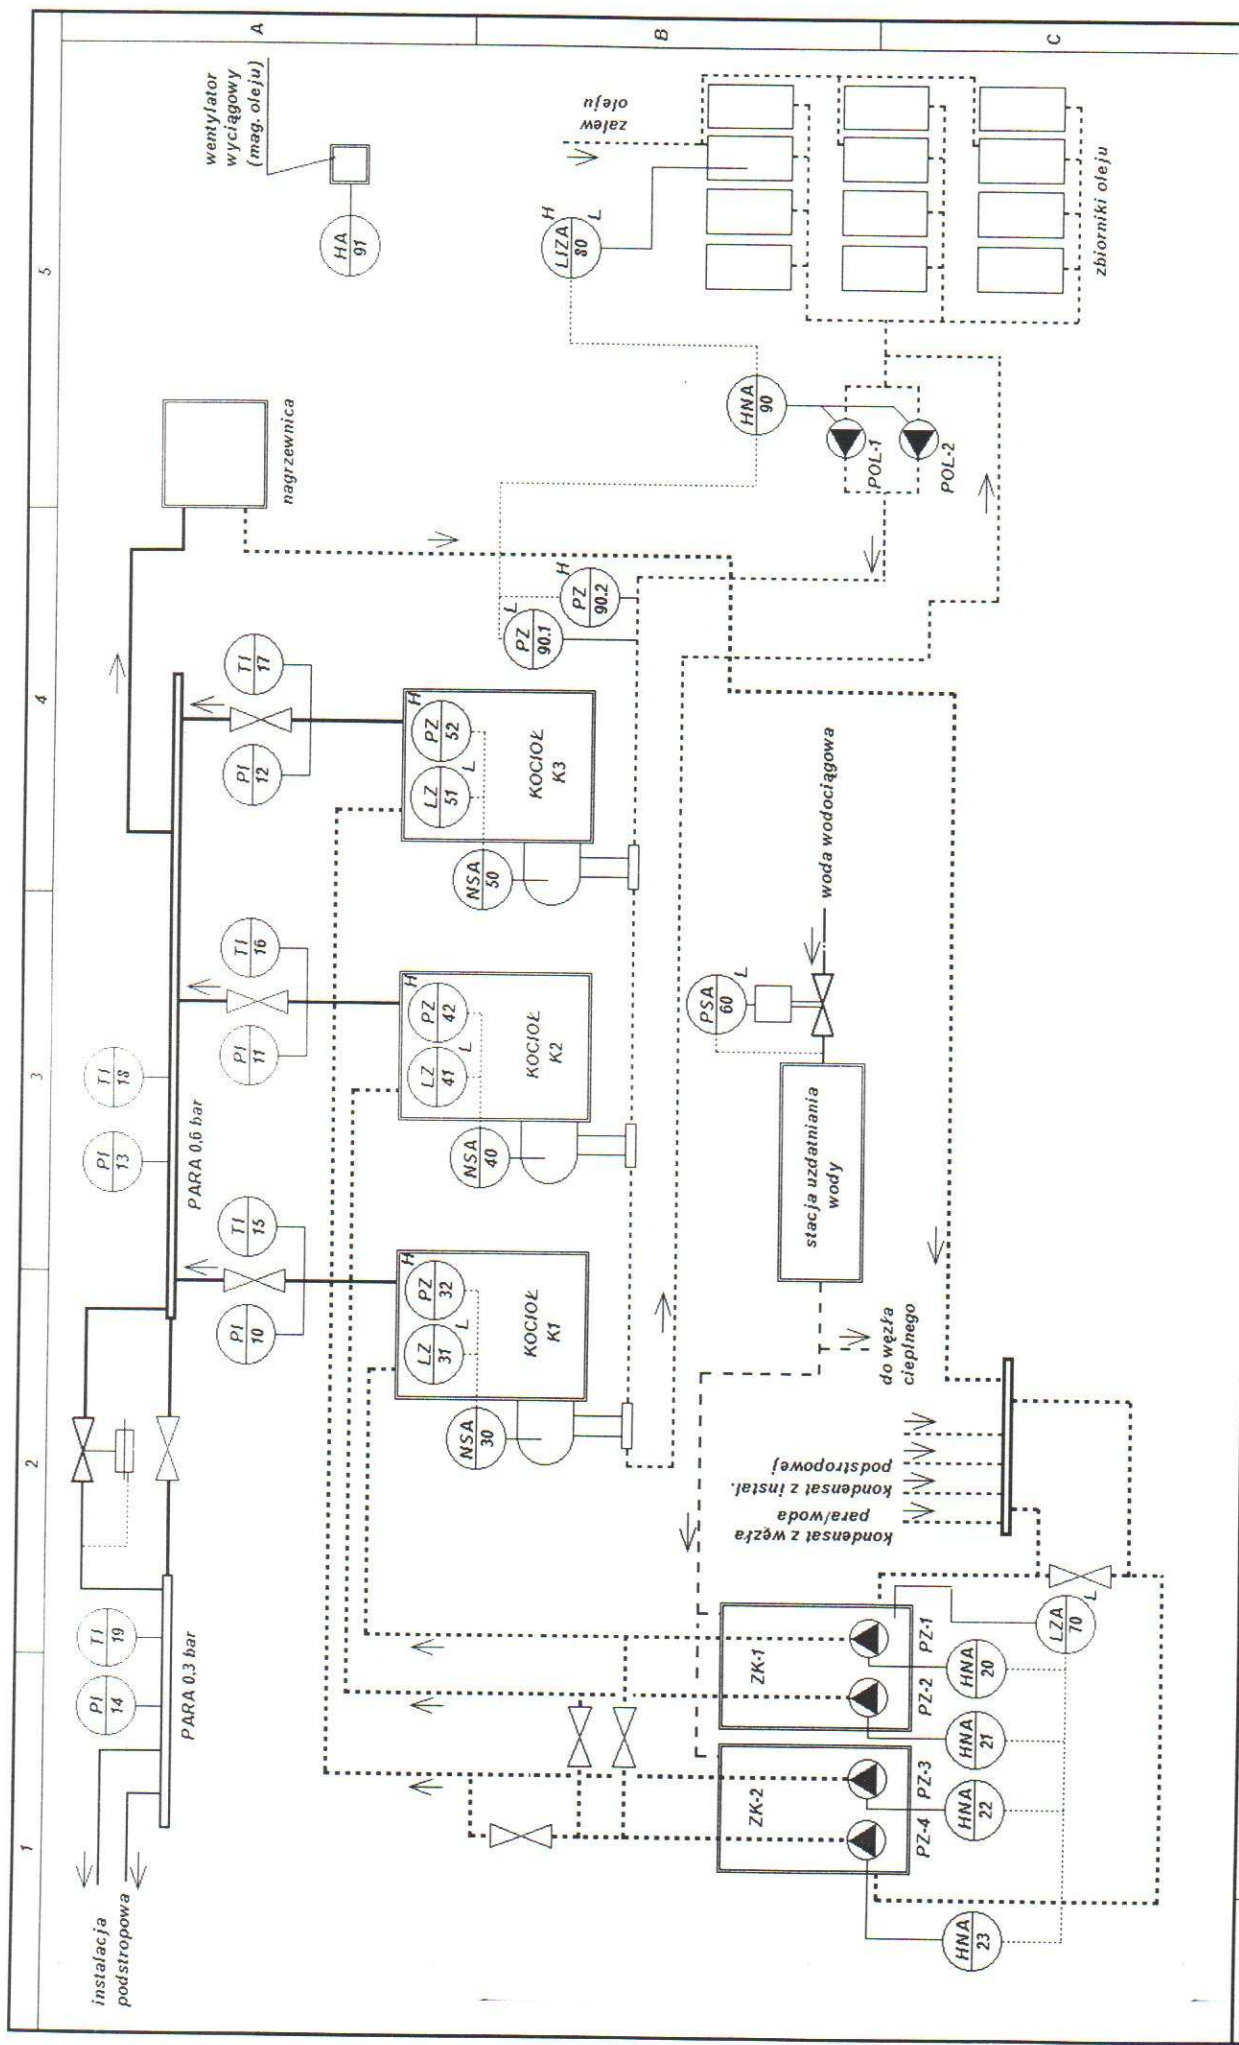 1
2
3
4
5
A
B
C
instalacja
podstropowa
PI
14
TI
19
PARA 0,3 bar
PI
13
TI
18
PARA 0,6 bar
PI
10
TI
15
PI
11
TI
16
PI
12
TI
17
nagrzewnica
wentylator
wyciągowy
(mag. oleju)
HA
91
LZ
31
PZ
32
H
L
KOCIOŁ
K1
NSA
30
LZ
41
PZ
42
H
L
KOCIOŁ
K2
NSA
40
LZ
51
PZ
52
H
L
KOCIOŁ
K3
NSA
50
PZ
90.1
L
PZ
90.2
H
LIZA
80
H
L
zalew
oleju
HNA
90
POL-1
POL-2
zbiorniki oleju
PSA
60
L
woda wodociągowa
stacja uzdatniania
wody
do węzła
cieplnego
kondensat z węzła
para/woda
kondensat z instal.
podstropowej
ZK-1
ZK-2
PZ-4
PZ-3
PZ-2
PZ-1
HNA
23
HNA
22
HNA
21
HNA
20
LZA
70
L